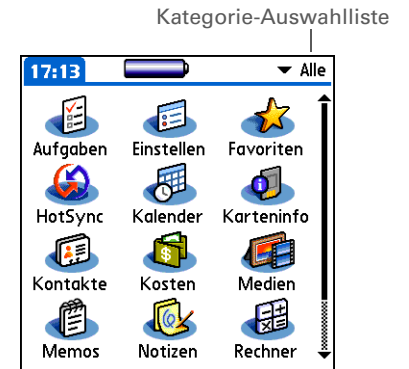 Kategorie-Auswahlliste
17:13 Alle
Aufgaben Einstellen Favoriten
HotSync Kalender Karteninfo
Kontakte Kosten Medien
Memos Notizen Rechner